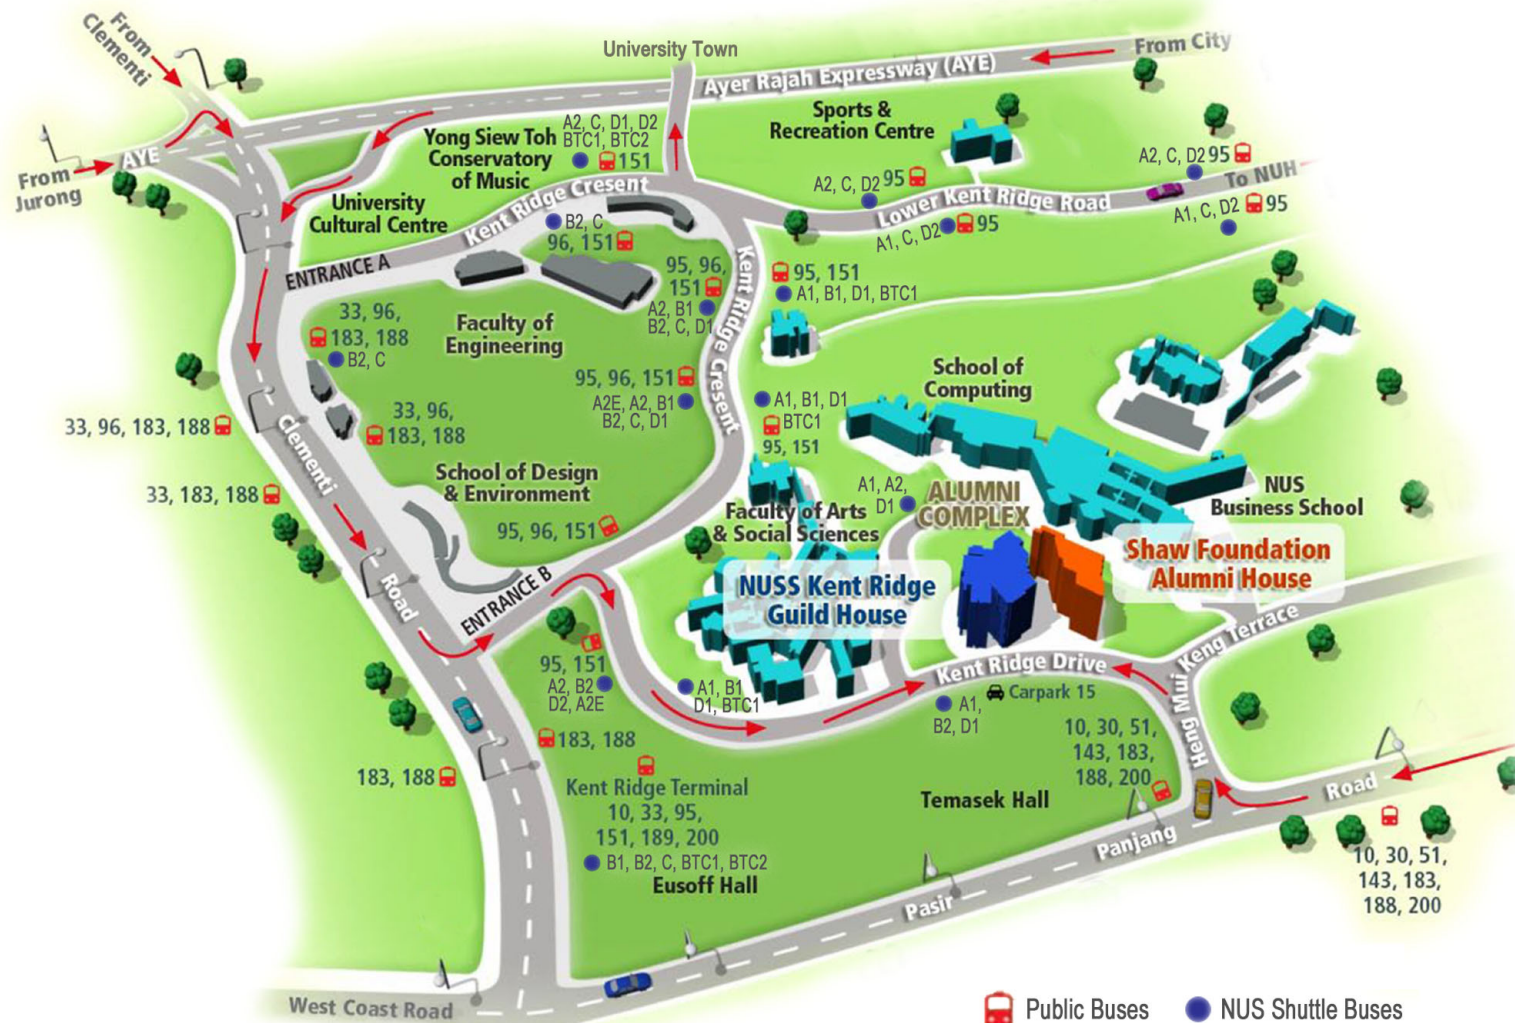 From
Clementi
University Town
Ayer Rajah Expressway (AYE)
From City
AYE
From
Jurong
Yong Siew Toh
Conservatory
of Music
A2, C, D1, D2
BTC1, BTC2
151
Sports &
Recreation Centre
A2, C, D2 95
To NUH
A2, C, D2 95
Lower Kent Ridge Road
A1, C, D2 95
A1, C, D2 95
University
Cultural Centre
Kent Ridge Cresent
B2, C
96, 151
ENTRANCE A
95, 96,
151
A2, B1
B2, C, D1
Kent Ridge Cresent
95, 151
A1, B1, D1, BTC1
33, 96,
183, 188
B2, C
Faculty of
Engineering
95, 96, 151
A2E, A2, B1
B2, C, D1
A1, B1, D1
BTC1
95, 151
School of
Computing
33, 96, 183, 188
33, 96,
183, 188
Clementi
Road
33, 183, 188
School of Design
& Environment
95, 96, 151
Faculty of Arts
& Social Sciences
A1, A2,
D1
ALUMNI
COMPLEX
NUS
Business School
Shaw Foundation
Alumni House
NUSS Kent Ridge
Guild House
ENTRANCE B
95, 151
A2, B2
D2, A2E
A1, B1
D1, BTC1
Kent Ridge Drive
Carpark 15
A1,
B2, D1
Heng Mui Keng Terrace
10, 30, 51,
143, 183,
188, 200
183, 188
183, 188
Kent Ridge Terminal
10, 33, 95,
151, 189, 200
B1, B2, C, BTC1, BTC2
Eusoff Hall
Temasek Hall
Pasir
Panjang
Road
10, 30, 51,
143, 183,
188, 200
West Coast Road
Public Buses
NUS Shuttle Buses